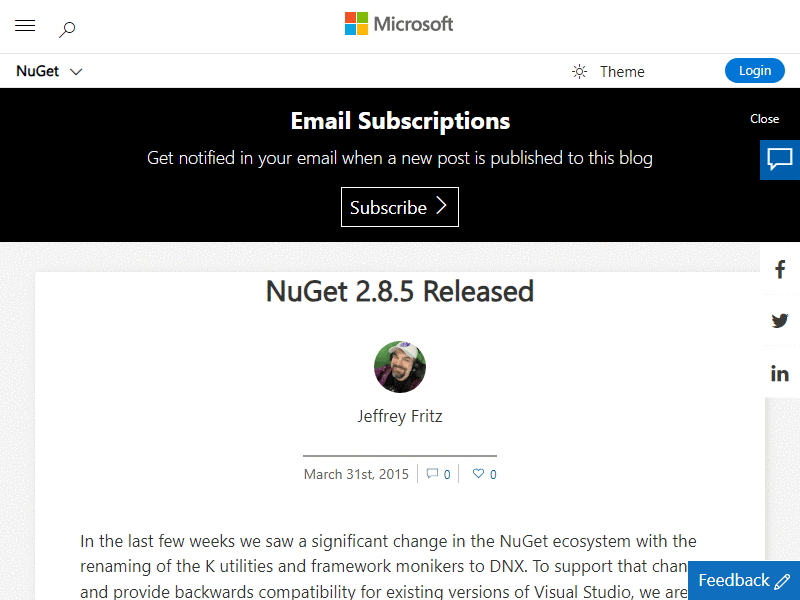 Microsoft
NuGet
Theme
Login
Email Subscriptions
Close
Get notified in your email when a new post is published to this blog
Subscribe
NuGet 2.8.5 Released
Jeffrey Fritz
March 31st, 2015 0 0
In the last few weeks we saw a significant change in the NuGet ecosystem with the
renaming of the K utilities and framework monikers to DNX. To support that
and provide backwards compatibility for existing versions of Visual Studio, we are
Feedback